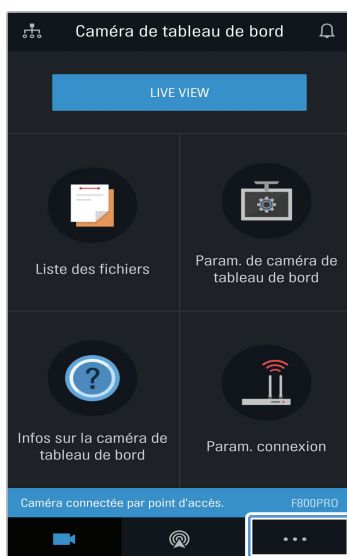 Caméra de tableau de bord
LIVE VIEW
Liste des fichiers
Param. de caméra de
tableau de bord
?
Infos sur la caméra de
tableau de bord
Param. connexion
Caméra connectée par point d'accès. F800PRO